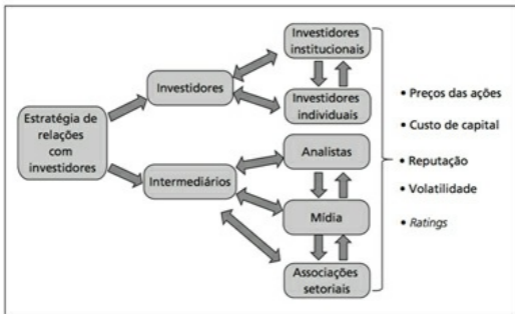 Estratégia de
relações
com
investidores
Investidores
Intermediários
Investidores
institucionais
Investidores
individuais
Analistas
Mídia
Associações
setoriais
• Preços das ações
• Custo de capital
• Reputação
• Volatilidade
• Ratings